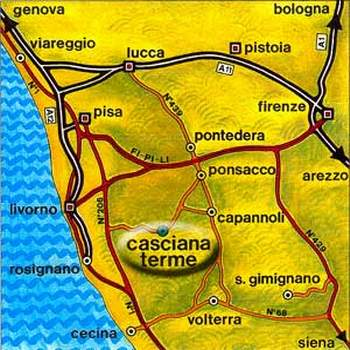 genova
bologna
viareggio
lucca
pistoia
A1
A11
N°1
N°439
firenze
A12
pisa
pontedera
FI-PI-LI
ponsacco
arezzo
livorno
N°206
capannoli
casciana
terme
N°429
rosignano
s. gimignano
N°1
volterra
N°68
cecina
siena